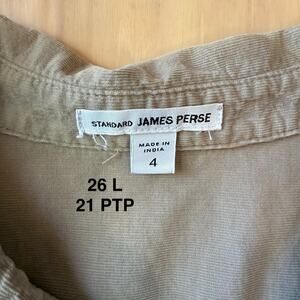 STANDARD JAMES PERSE
MADE IN
INDIA
4
26 L
21 PTP